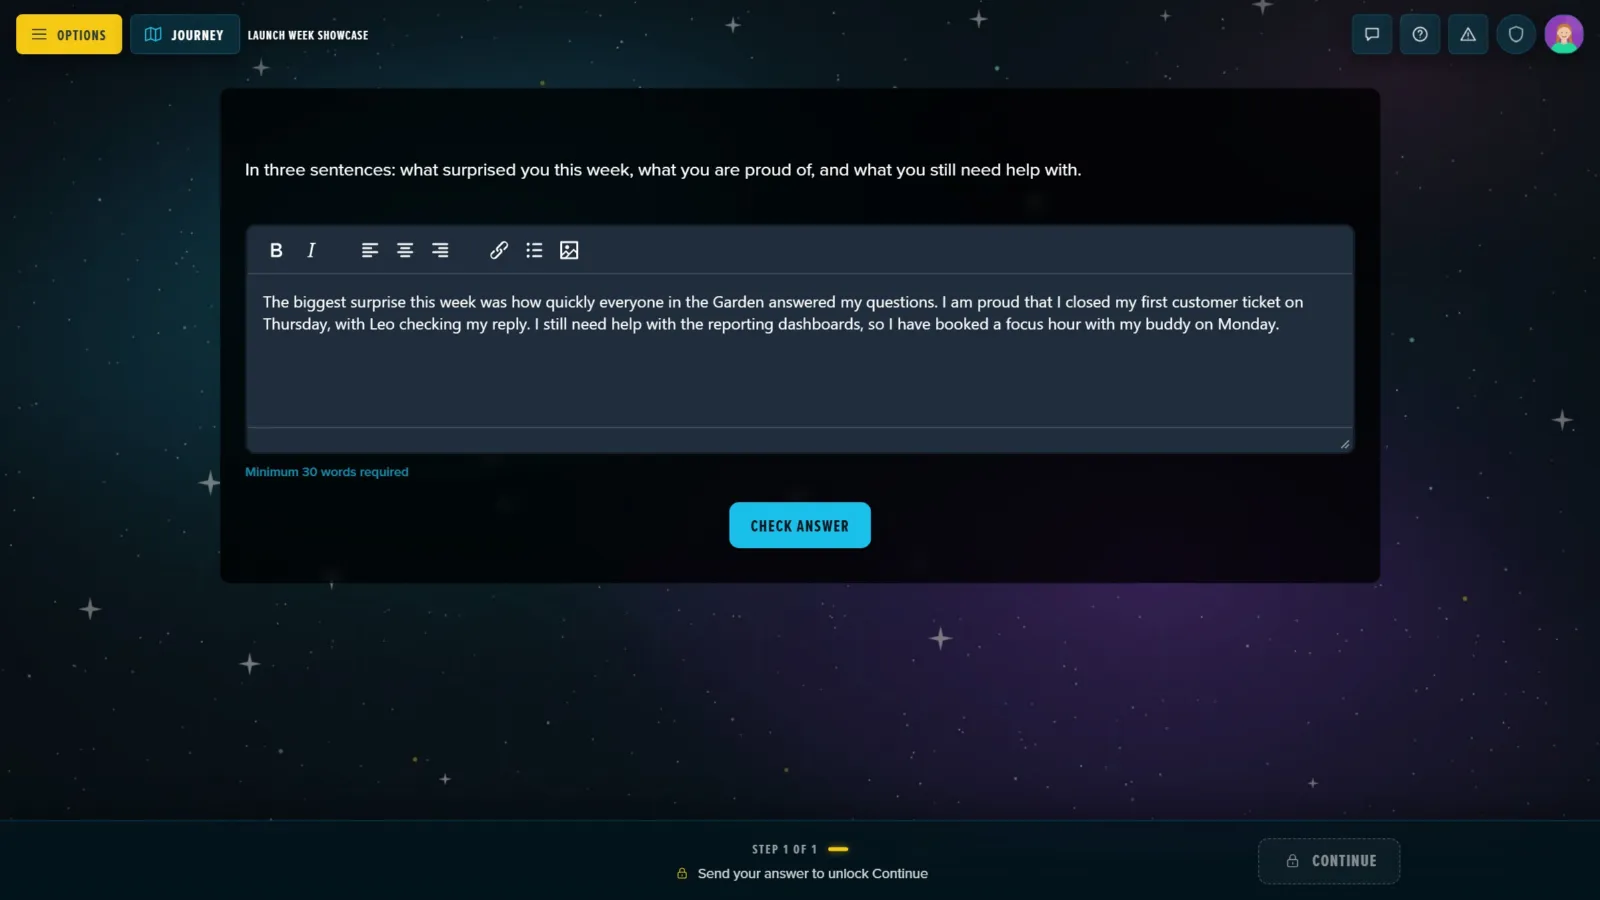 OPTIONS
JOURNEY
LAUNCH WEEK SHOWCASE
In three sentences: what surprised you this week, what you are proud of, and what you still need help with.
B I
The biggest surprise this week was how quickly everyone in the Garden answered my questions. I am proud that I closed my first customer ticket on
Thursday, with Leo checking my reply. I still need help with the reporting dashboards, so I have booked a focus hour with my buddy on Monday.
Minimum 30 words required
CHECK ANSWER
STEP 1 OF 1
Send your answer to unlock Continue
CONTINUE